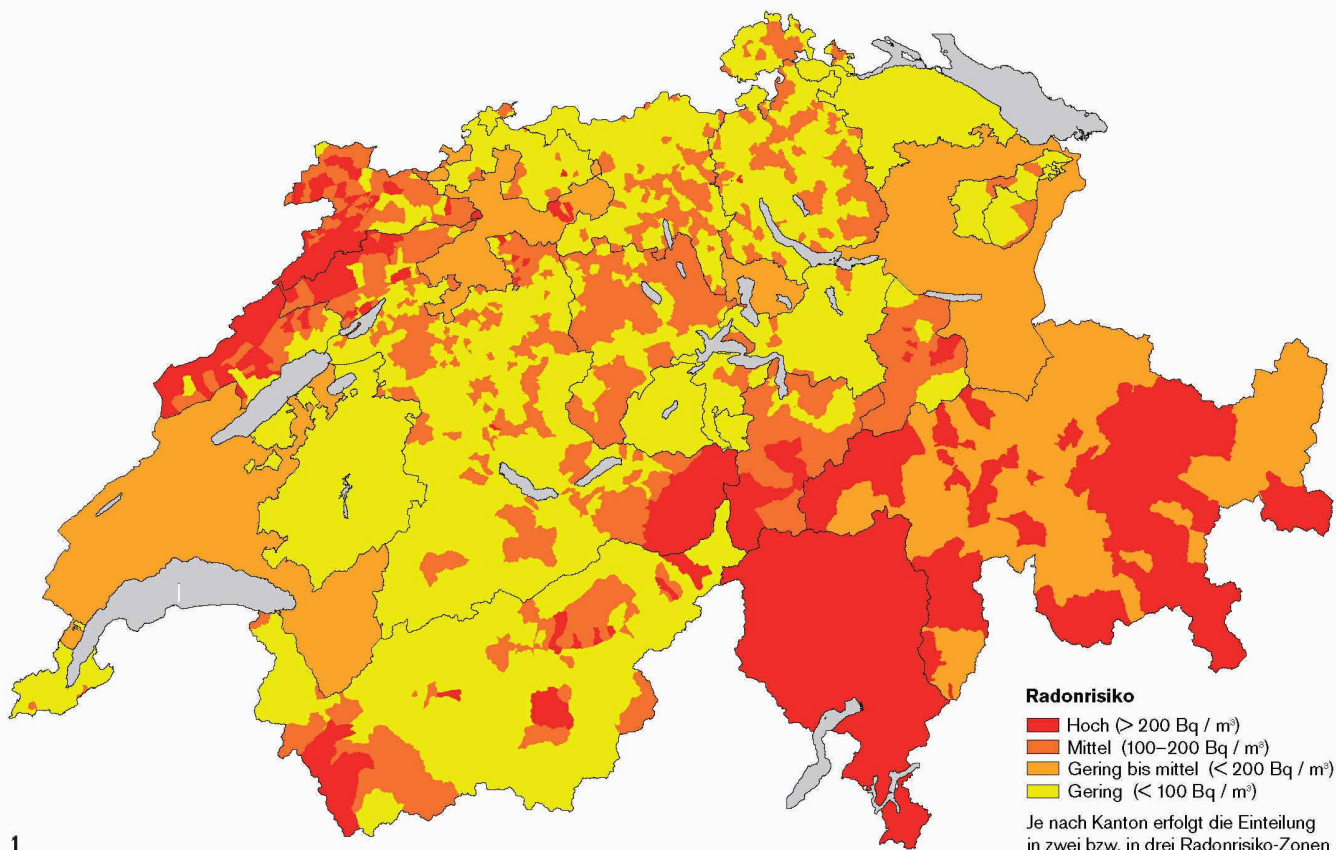 Radonrisiko
Hoch (> 200 Bq / m³)
Mittel (100–200 Bq / m³)
Gering bis mittel (< 200 Bq / m³)
Gering (< 100 Bq / m³)
Je nach Kanton erfolgt die Einteilung
in zwei bzw. in drei Radonrisiko-Zonen
1